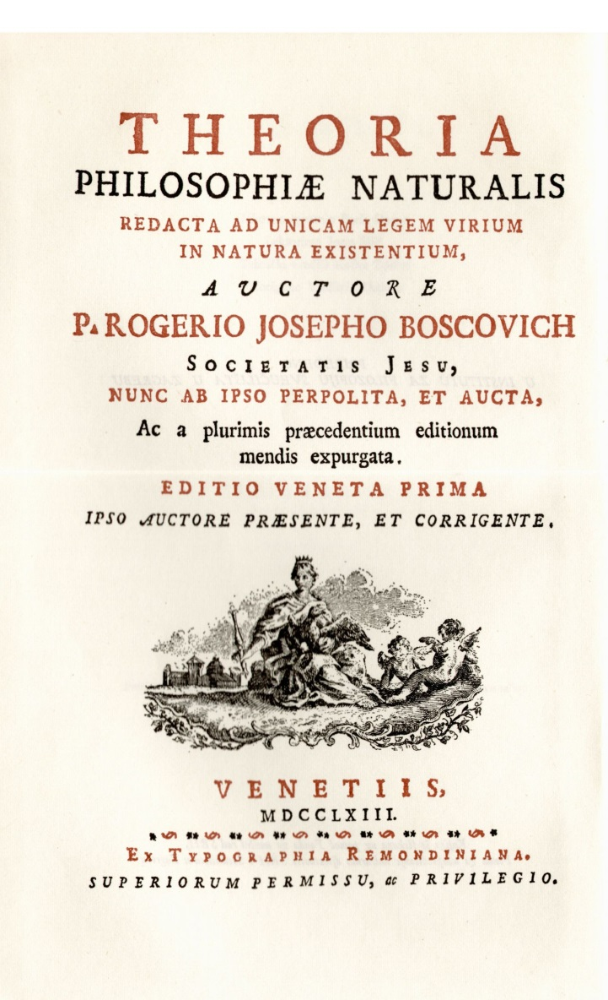 THEORIA
PHILOSOPHIÆ NATURALIS
REDACTA AD UNICAM LEGEM VIRIUM
IN NATURA EXISTENTIUM,
AUCTORE
P. ROGERIO JOSEPHO BOSCOVICH
SOCIETATIS JESU,
NUNC AB IPSO PERPOLITA, ET AUCTA,
Ac a plurimis præcedentium editionum
mendis expurgata.
EDITIO VENETA PRIMA
IPSO AUCTORE PRÆSENTE, ET CORRIGENTE.
VENETIIS,
MDCCLXIII.
EX TYPOGRAPHIA REMONDINIANA.
SUPERIORUM PERMISSU, ac PRIVILEGIO.